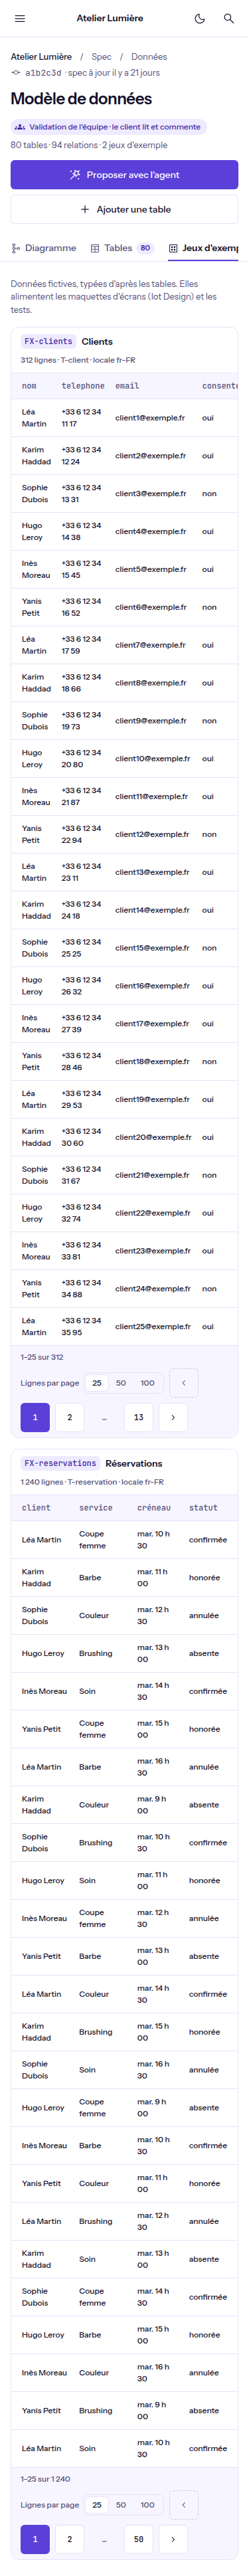 Atelier Lumière
Atelier Lumière / Spec / Données
a1b2c3d · spec à jour il y a 21 jours
Modèle de données
Validation de l'équipe · le client lit et commente
80 tables · 94 relations · 2 jeux d'exemple
Proposer avec l'agent
Ajouter une table
Diagramme Tables 80 Jeux d'exemp
Données fictives, typées d'après les tables. Elles
alimentent les maquettes d'écrans (lot Design) et les
tests.
FX-clients Clients
312 lignes · T-client · locale fr-FR
nom telephone email consent
Léa Martin +33 6 12 34 11 17 client1@exemple.fr oui
Karim Haddad +33 6 12 34 12 24 client2@exemple.fr oui
Sophie Dubois +33 6 12 34 13 31 client3@exemple.fr non
Hugo Leroy +33 6 12 34 14 38 client4@exemple.fr oui
Inès Moreau +33 6 12 34 15 45 client5@exemple.fr oui
Yanis Petit +33 6 12 34 16 52 client6@exemple.fr non
Léa Martin +33 6 12 34 17 59 client7@exemple.fr oui
Karim Haddad +33 6 12 34 18 66 client8@exemple.fr oui
Sophie Dubois +33 6 12 34 19 73 client9@exemple.fr non
Hugo Leroy +33 6 12 34 20 80 client10@exemple.fr oui
Inès Moreau +33 6 12 34 21 87 client11@exemple.fr oui
Yanis Petit +33 6 12 34 22 94 client12@exemple.fr non
Léa Martin +33 6 12 34 23 11 client13@exemple.fr oui
Karim Haddad +33 6 12 34 24 18 client14@exemple.fr oui
Sophie Dubois +33 6 12 34 25 25 client15@exemple.fr non
Hugo Leroy +33 6 12 34 26 32 client16@exemple.fr oui
Inès Moreau +33 6 12 34 27 39 client17@exemple.fr oui
Yanis Petit +33 6 12 34 28 46 client18@exemple.fr non
Léa Martin +33 6 12 34 29 53 client19@exemple.fr oui
Karim Haddad +33 6 12 34 30 60 client20@exemple.fr oui
Sophie Dubois +33 6 12 34 31 67 client21@exemple.fr non
Hugo Leroy +33 6 12 34 32 74 client22@exemple.fr oui
Inès Moreau +33 6 12 34 33 81 client23@exemple.fr oui
Yanis Petit +33 6 12 34 34 88 client24@exemple.fr non
Léa Martin +33 6 12 34 35 95 client25@exemple.fr oui
1–25 sur 312
Lignes par page 25 50 100 ‹
1 2 … 13 ›
FX-reservations Réservations
1 240 lignes · T-reservation · locale fr-FR
client service créneau statut
Léa Martin Coupe femme mar. 10 h 30 confirmée
Karim Haddad Barbe mar. 11 h 00 honorée
Sophie Dubois Couleur mar. 12 h 30 annulée
Hugo Leroy Brushing mar. 13 h 00 absente
Inès Moreau Soin mar. 14 h 30 confirmée
Yanis Petit Coupe femme mar. 15 h 00 honorée
Léa Martin Barbe mar. 16 h 30 annulée
Karim Haddad Couleur mar. 9 h 00 absente
Sophie Dubois Brushing mar. 10 h 30 confirmée
Hugo Leroy Soin mar. 11 h 00 honorée
Inès Moreau Coupe femme mar. 12 h 30 annulée
Yanis Petit Barbe mar. 13 h 00 absente
Léa Martin Couleur mar. 14 h 30 confirmée
Karim Haddad Brushing mar. 15 h 00 honorée
Sophie Dubois Soin mar. 16 h 30 annulée
Hugo Leroy Coupe femme mar. 9 h 00 absente
Inès Moreau Barbe mar. 10 h 30 confirmée
Yanis Petit Couleur mar. 11 h 00 honorée
Léa Martin Brushing mar. 12 h 30 annulée
Karim Haddad Soin mar. 13 h 00 absente
Sophie Dubois Coupe femme mar. 14 h 30 confirmée
Hugo Leroy Barbe mar. 15 h 00 honorée
Inès Moreau Couleur mar. 16 h 30 annulée
Yanis Petit Brushing mar. 9 h 00 absente
Léa Martin Soin mar. 10 h 30 confirmée
1–25 sur 1 240
Lignes par page 25 50 100 ‹
1 2 … 50 ›